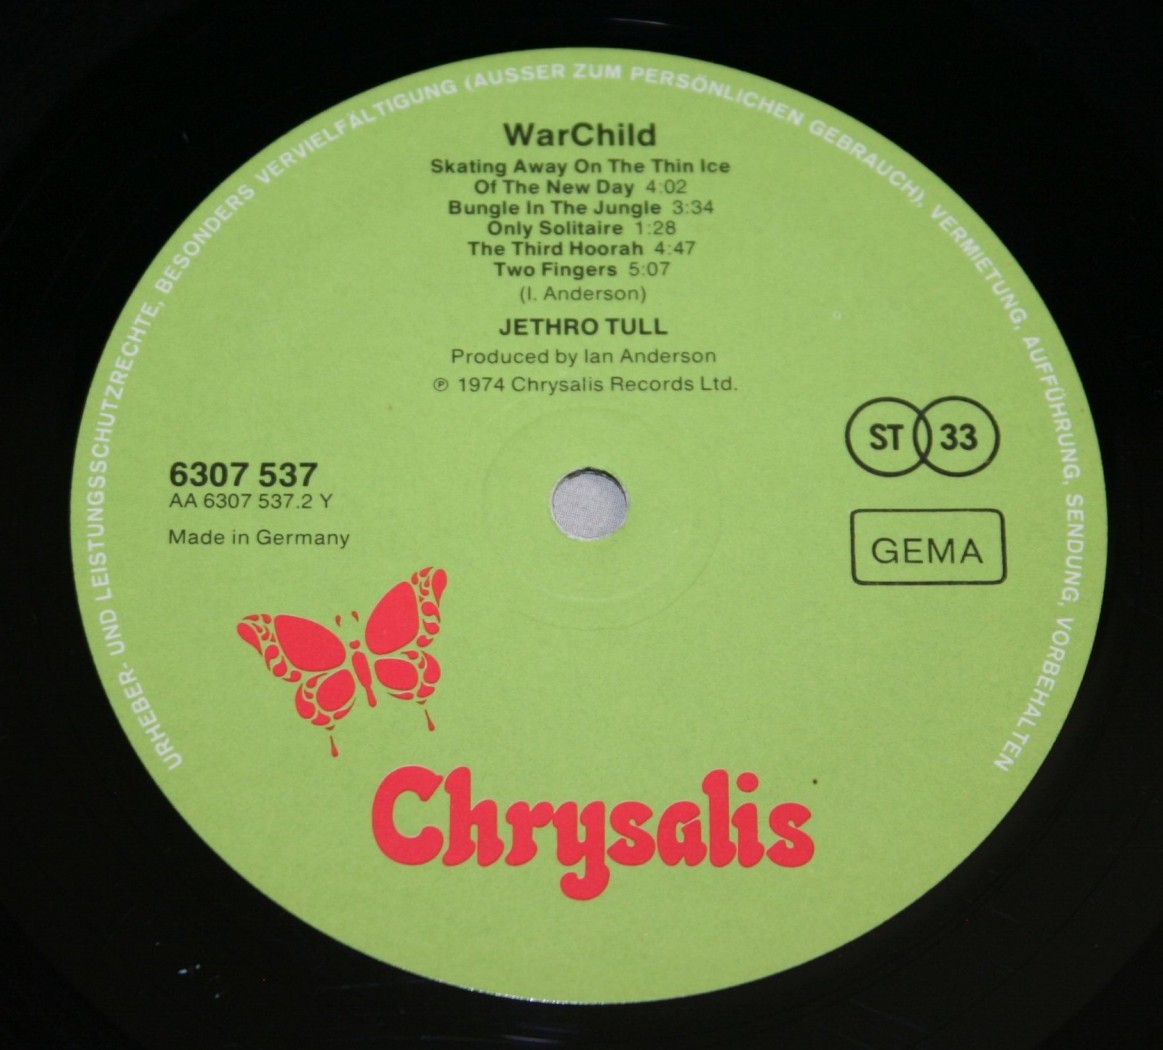 URHEBER- UND LEISTUNGSSCHUTZRECHTE, BESONDERS VERVIELFÄLTIGUNG (AUSSER ZUM PERSÖNLICHEN GEBRAUCH), VERMIETUNG, AUFFÜHRUNG, SENDUNG, VORBEHALTEN
WarChild
Skating Away On The Thin Ice
Of The New Day 4:02
Bungle In The Jungle 3:34
Only Solitaire 1:28
The Third Hoorah 4:47
Two Fingers 5:07
(I. Anderson)
JETHRO TULL
Produced by Ian Anderson
℗ 1974 Chrysalis Records Ltd.
ST 33
6307 537
AA 6307 537.2 Y
Made in Germany
GEMA
Chrysalis